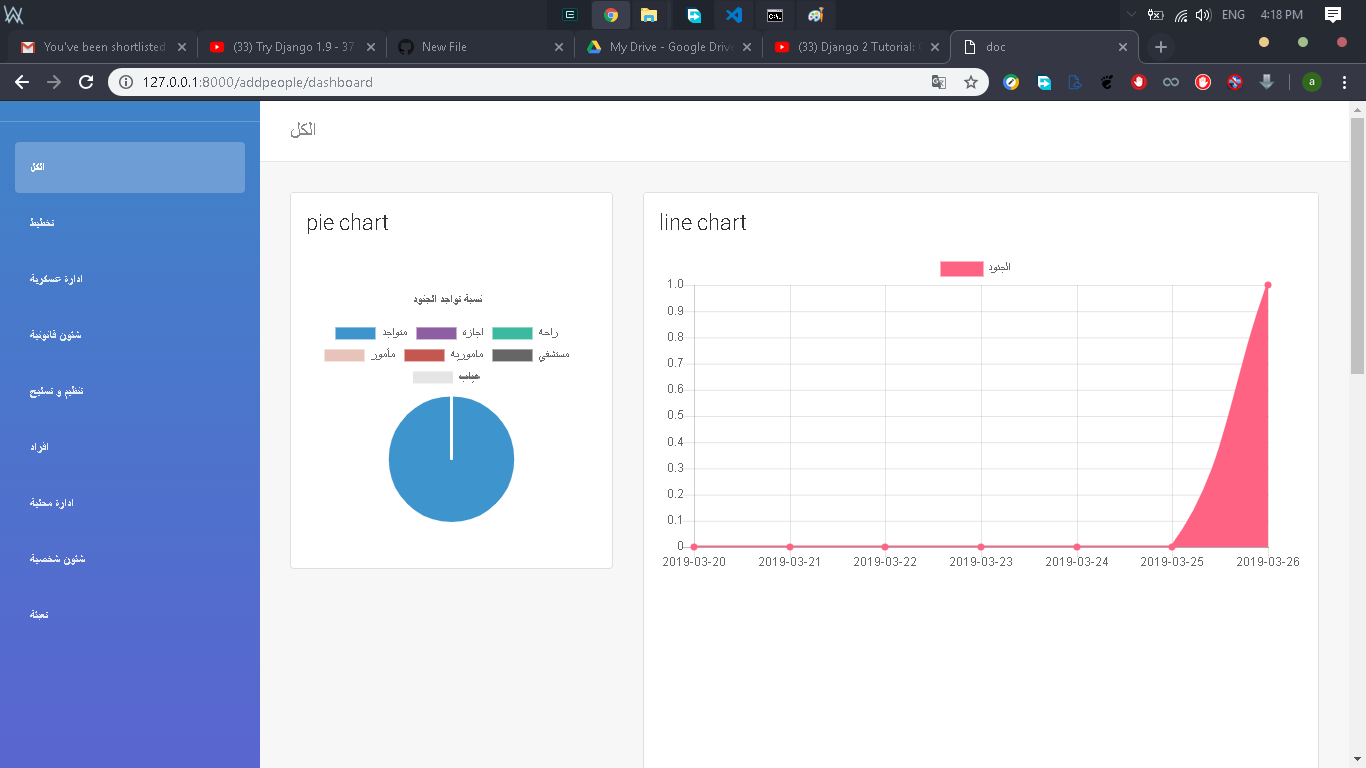 ENG 4:18 PM
You've been shortlisted
(33) Try Django 1.9 - 37
New File
My Drive - Google Drive
(33) Django 2 Tutorial:
doc
127.0.0.1:8000/addpeople/dashboard
a
الكل
تخطيط
ادارة عسكرية
شئون قانونية
تنظيم و تسليح
افراد
ادارة محلية
شئون شخصية
تعبئة
الكل
pie chart
نسبة تواجد الجنود
متواجد
اجازه
راحه
مأمور
ماموريه
مستشفي
غياب
line chart
الجنود
1.0
0.9
0.8
0.7
0.6
0.5
0.4
0.3
0.2
0.1
0
2019-03-20 2019-03-21 2019-03-22 2019-03-23 2019-03-24 2019-03-25 2019-03-26